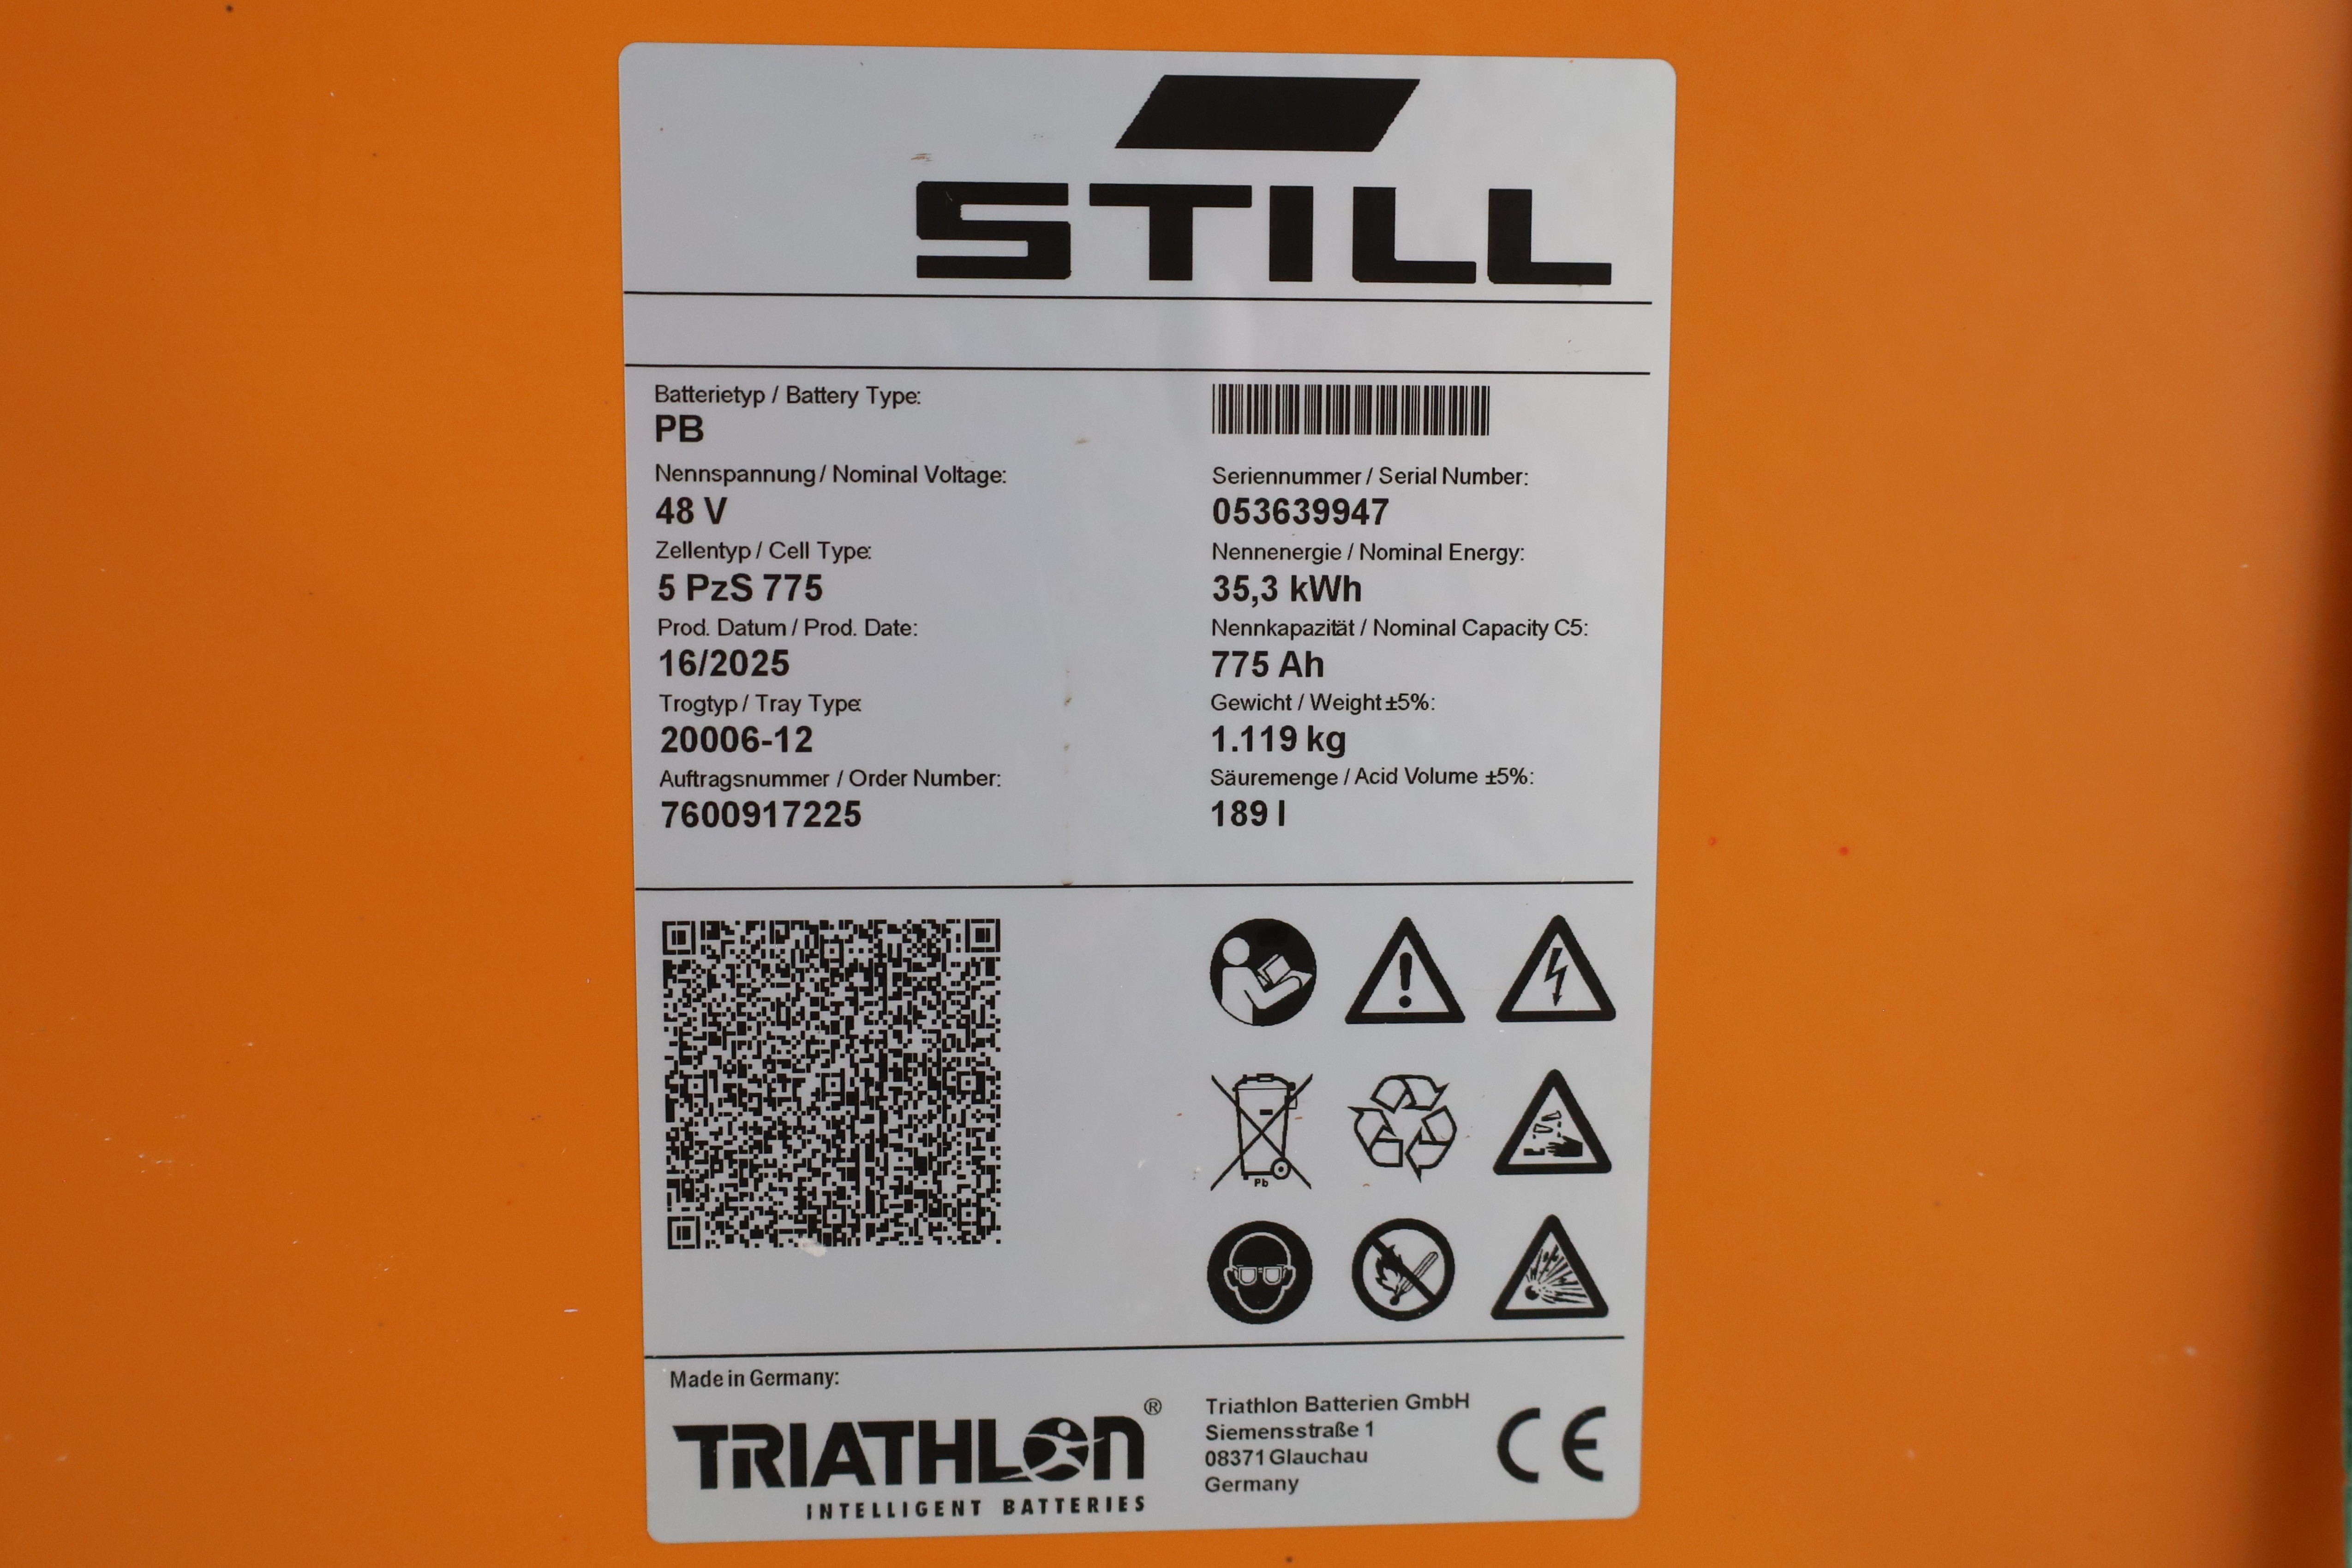 STILL
Batterietyp / Battery Type:
PB
Nennspannung / Nominal Voltage:
48 V
Zellentyp / Cell Type:
5 PzS 775
Prod. Datum / Prod. Date:
16/2025
Trogtyp / Tray Type:
20006-12
Auftragsnummer / Order Number:
7600917225
Seriennummer / Serial Number:
053639947
Nennenergie / Nominal Energy:
35,3 kWh
Nennkapazität / Nominal Capacity C5:
775 Ah
Gewicht / Weight ±5%:
1.119 kg
Säuremenge / Acid Volume ±5%:
189 l
Pb
Made in Germany:
TRIATHLON®
INTELLIGENT BATTERIES
Triathlon Batterien GmbH
Siemensstraße 1
08371 Glauchau
Germany
CE